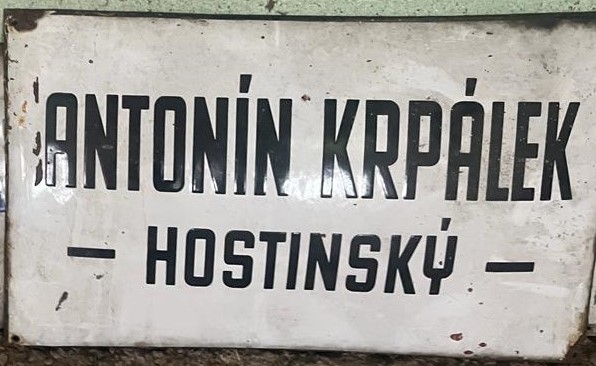 ANTONÍN KRPÁLEK
— HOSTINSKÝ —